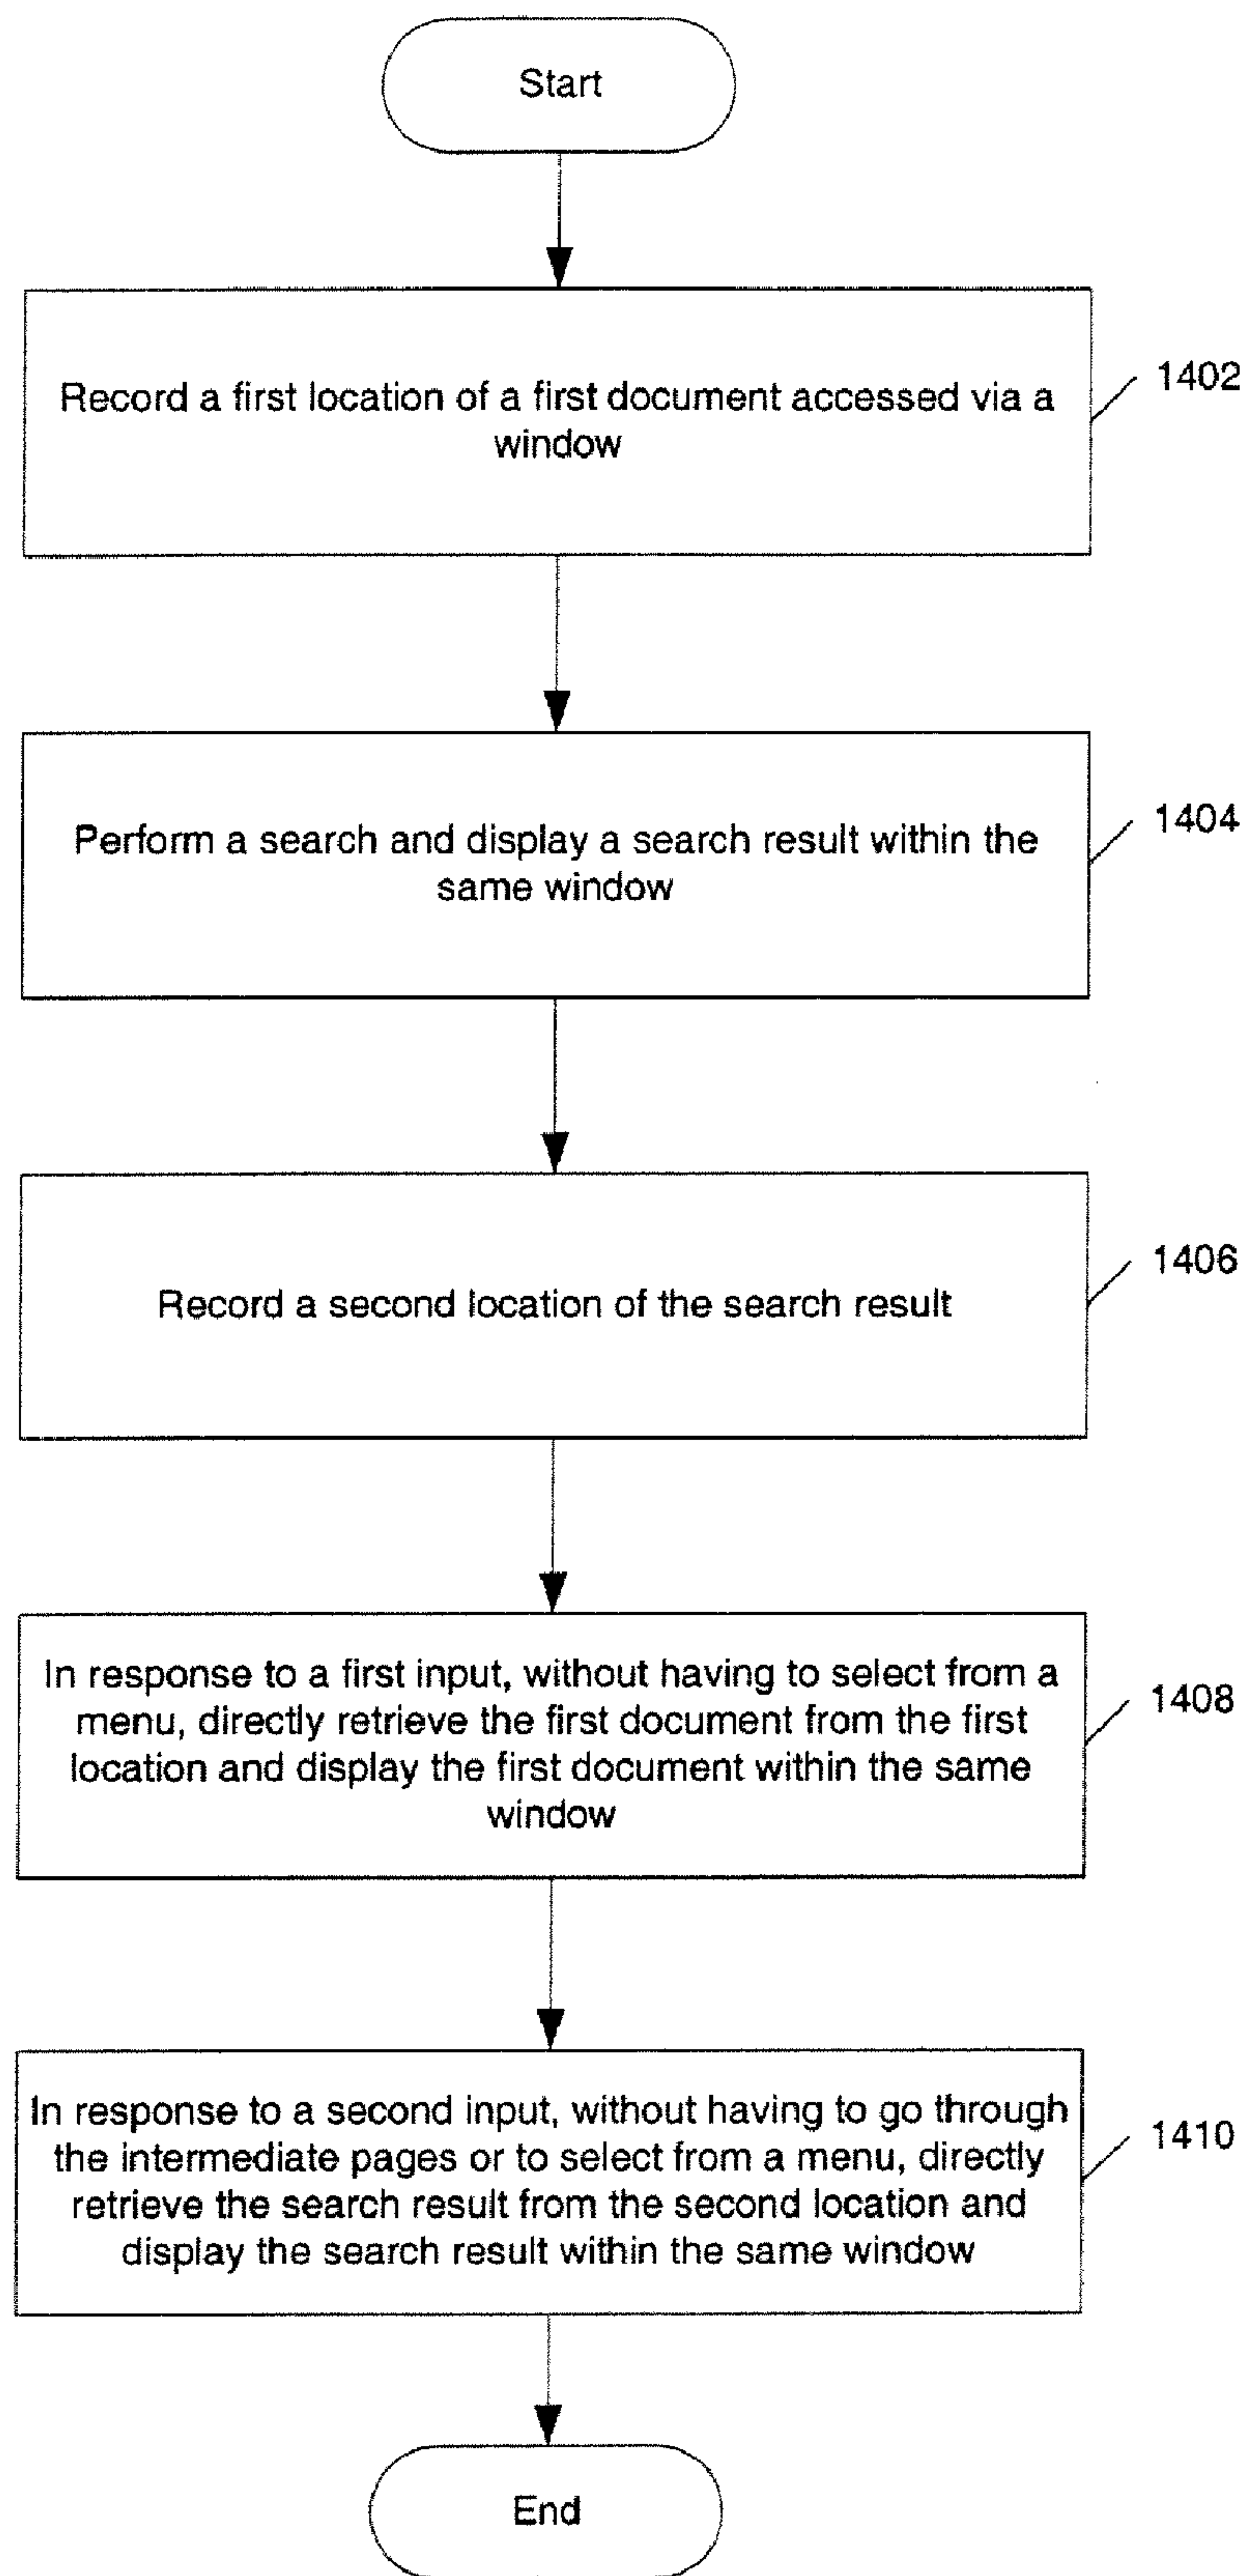 Start
Record a first location of a first document accessed via a
window
1402
Perform a search and display a search result within the
same window
1404
Record a second location of the search result
1406
In response to a first input, without having to select from a
menu, directly retrieve the first document from the first
location and display the first document within the same
window
1408
In response to a second input, without having to go through
the intermediate pages or to select from a menu, directly
retrieve the search result from the second location and
display the search result within the same window
1410
End